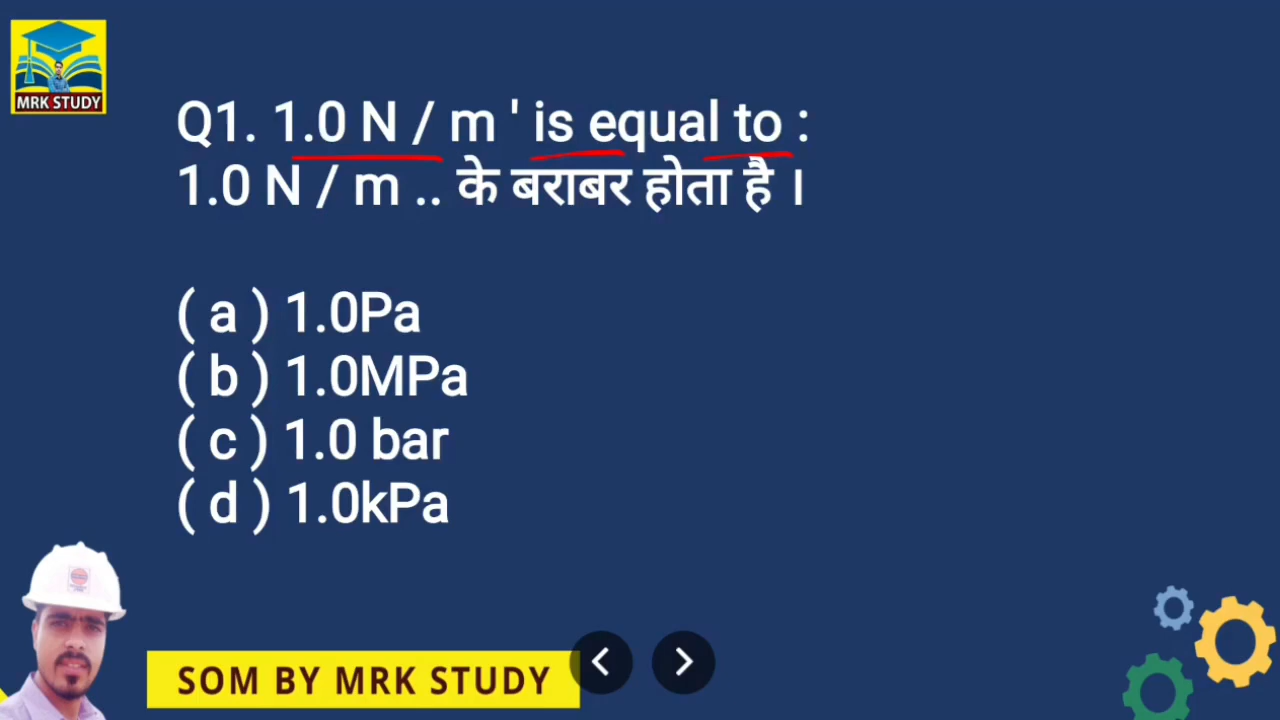 MRK STUDY
Q1. 1.0 N / m ' is equal to :
1.0 N / m .. के बराबर होता है ।
( a ) 1.0Pa
( b ) 1.0MPa
( c ) 1.0 bar
( d ) 1.0kPa
SOM BY MRK STUDY